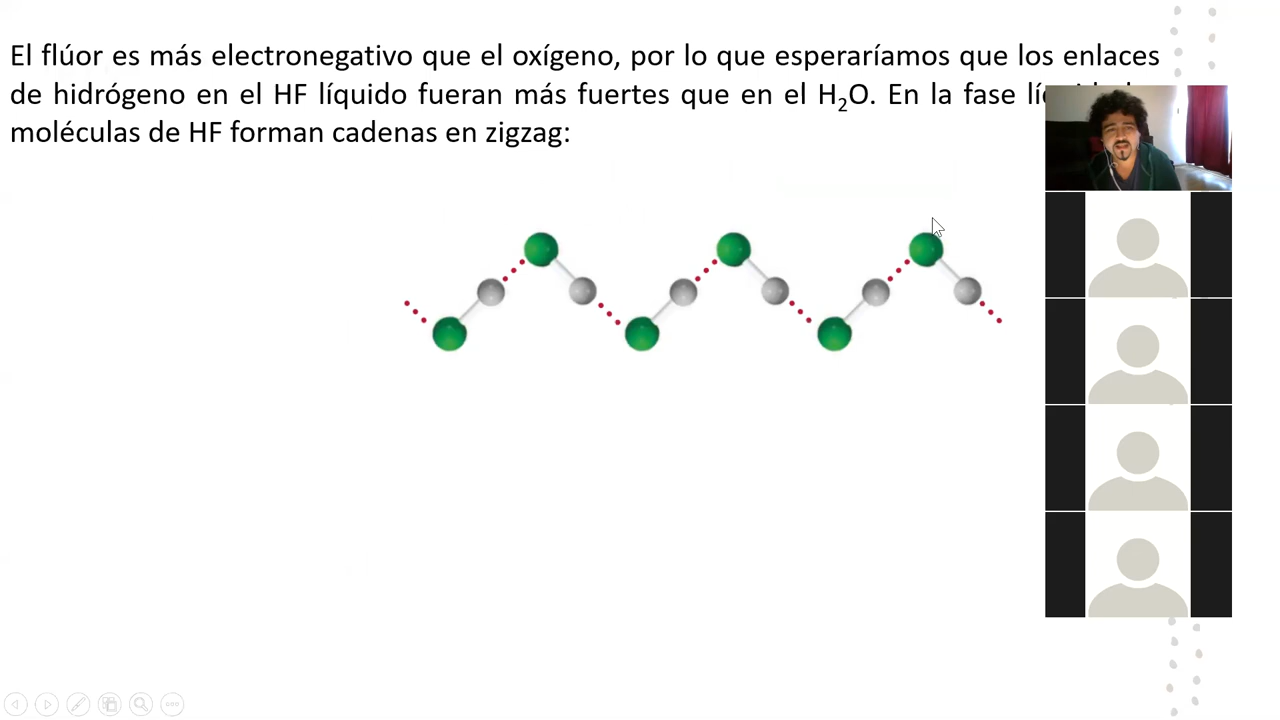 El flúor es más electronegativo que el oxígeno, por lo que esperaríamos que los enlaces
de hidrógeno en el HF líquido fueran más fuertes que en el H₂O. En la fase
moléculas de HF forman cadenas en zigzag: